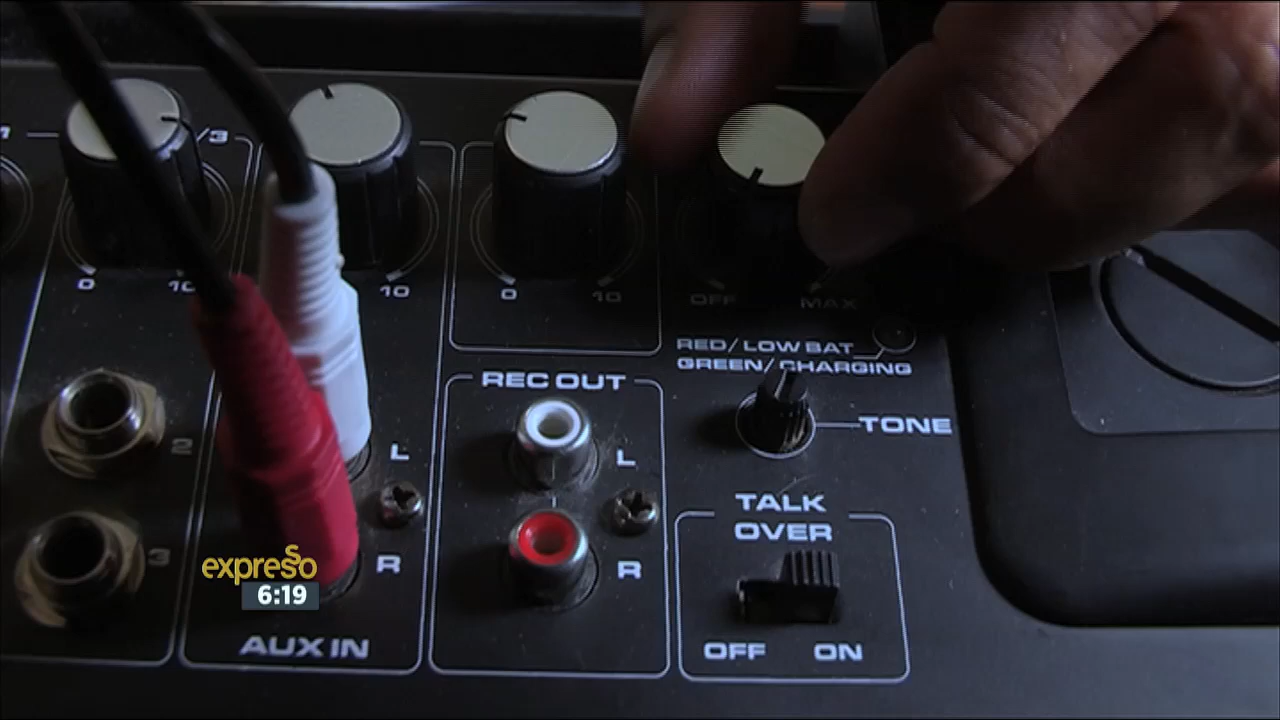 /3
0
10
10
0
10
OFF
MAX
RED/LOW BAT
GREEN/CHARGING
REC OUT
TONE
2
L
L
TALK
OVER
3
R
R
expresso
6:19
AUX IN
OFF
ON